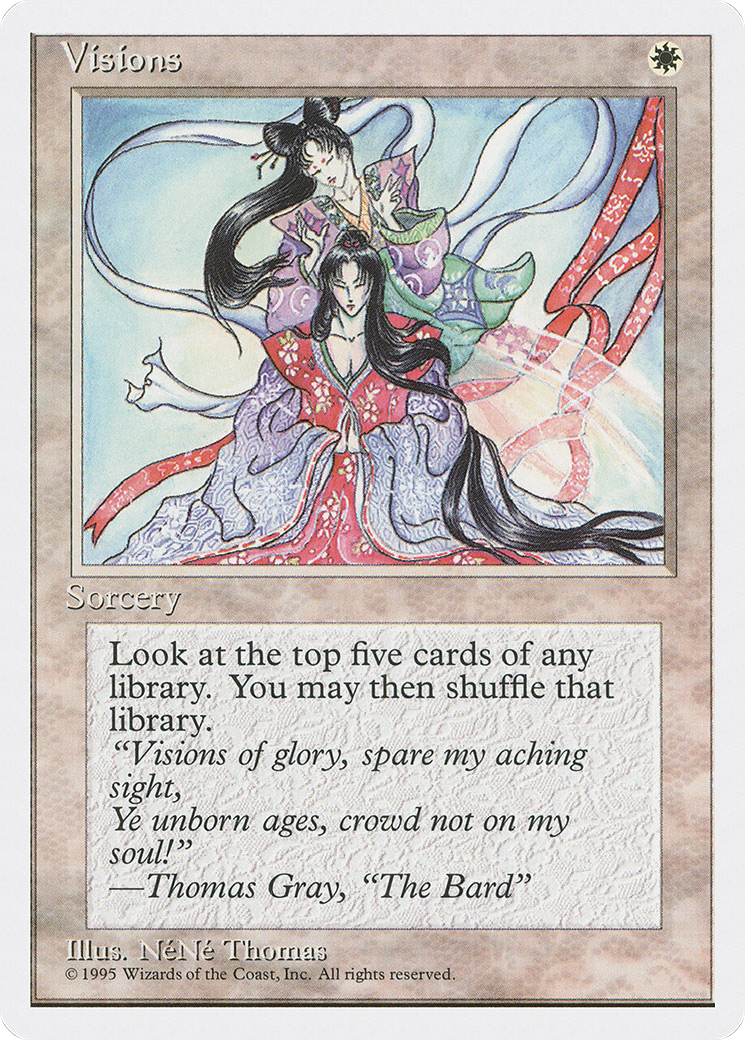 Visions
Sorcery
Look at the top five cards of any
library. You may then shuffle that
library.
“Visions of glory, spare my aching
sight,
Ye unborn ages, crowd not on my
soul!”
—Thomas Gray, “The Bard”
Illus. NéNé Thomas
© 1995 Wizards of the Coast, Inc. All rights reserved.